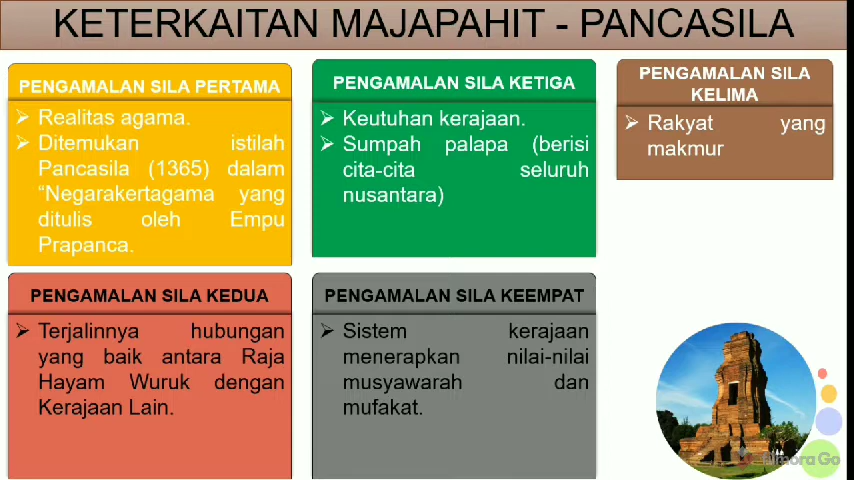 KETERKAITAN MAJAPAHIT - PANCASILA
PENGAMALAN SILA PERTAMA
Realitas agama.
Ditemukan istilah
Pancasila (1365) dalam
“Negarakertagama yang
ditulis oleh Empu
Prapanca.
PENGAMALAN SILA KETIGA
Keutuhan kerajaan.
Sumpah palapa (berisi
cita-cita seluruh
nusantara)
PENGAMALAN SILA
KELIMA
Rakyat yang
makmur
PENGAMALAN SILA KEDUA
Terjalinnya hubungan
yang baik antara Raja
Hayam Wuruk dengan
Kerajaan Lain.
PENGAMALAN SILA KEEMPAT
Sistem kerajaan
menerapkan nilai-nilai
musyawarah dan
mufakat.
Go